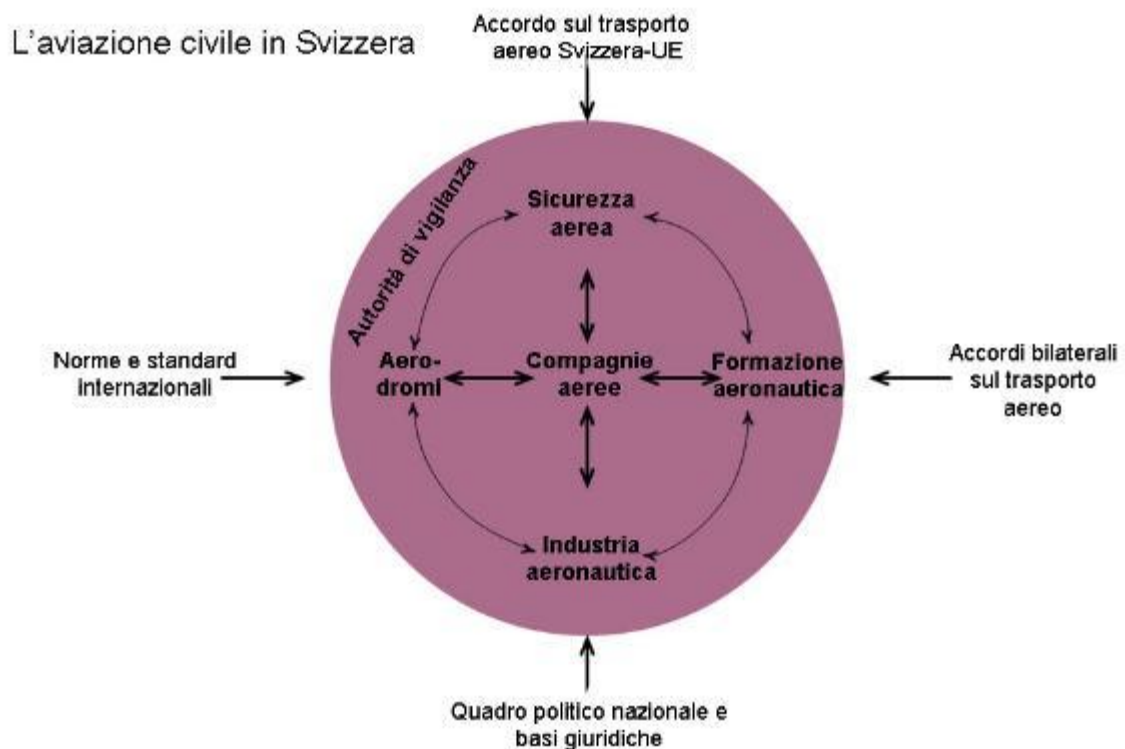 L'aviazione civile in Svizzera
Accordo sul trasporto
aereo Svizzera-UE
Autorità di vigilanza
Sicurezza
aerea
Norme e standard
internazionali
Aero-
dromi
Compagnie
aeree
Formazione
aeronautica
Accordi bilaterali
sul trasporto
aereo
Industria
aeronautica
Quadro politico nazionale e
basi giuridiche